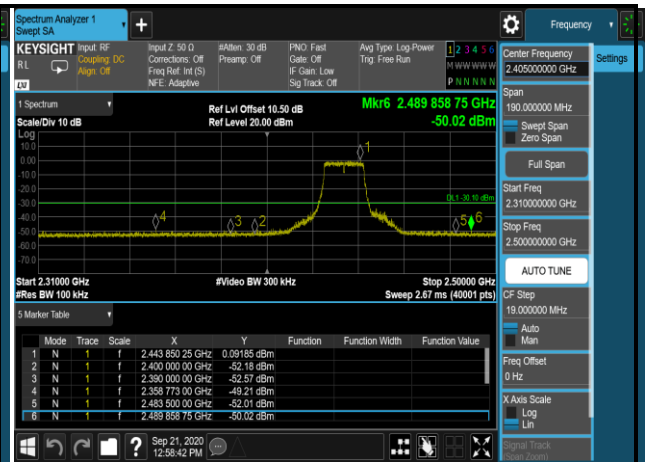 Spectrum Analyzer 1
Swept SA
Frequency
KEYSIGHT
RL
LXI
Input: RF
Coupling: DC
Align: Off
Input Z: 50 Ω
Corrections: Off
Freq Ref: Int (S)
NFE: Adaptive
#Atten: 30 dB
Preamp: Off
PNO: Fast
Gate: Off
IF Gain: Low
Sig Track: Off
Avg Type: Log-Power
Trig: Free Run
1 2 3 4 5 6
M W W W W W
P N N N N N
Center Frequency
2.405000000 GHz
Settings
Span
190.000000 MHz
Swept Span
Zero Span
Full Span
Start Freq
2.310000000 GHz
Stop Freq
2.500000000 GHz
AUTO TUNE
CF Step
19.000000 MHz
Auto
Man
Freq Offset
0 Hz
X Axis Scale
Log
Lin
Signal Track
(Span Zoom)
1 Spectrum
Scale/Div 10 dB
Ref Lvl Offset 10.50 dB
Ref Level 20.00 dBm
Mkr6 2.489 858 75 GHz
-50.02 dBm
Log
10.0
0.00
-10.0
-20.0
-30.0
-40.0
-50.0
-60.0
-70.0
1
DL1 -30.10 dBm
4
3
2
5
6
Start 2.31000 GHz
#Res BW 100 kHz
#Video BW 300 kHz
Stop 2.50000 GHz
Sweep 2.67 ms (40001 pts)
5 Marker Table
Mode Trace Scale X Y Function Function Width Function Value
1 N 1 f 2.443 850 25 GHz 0.09185 dBm
2 N 1 f 2.400 000 00 GHz -52.18 dBm
3 N 1 f 2.390 000 00 GHz -52.57 dBm
4 N 1 f 2.358 773 00 GHz -49.21 dBm
5 N 1 f 2.483 500 00 GHz -52.01 dBm
6 N 1 f 2.489 858 75 GHz -50.02 dBm
Sep 21, 2020
12:58:42 PM